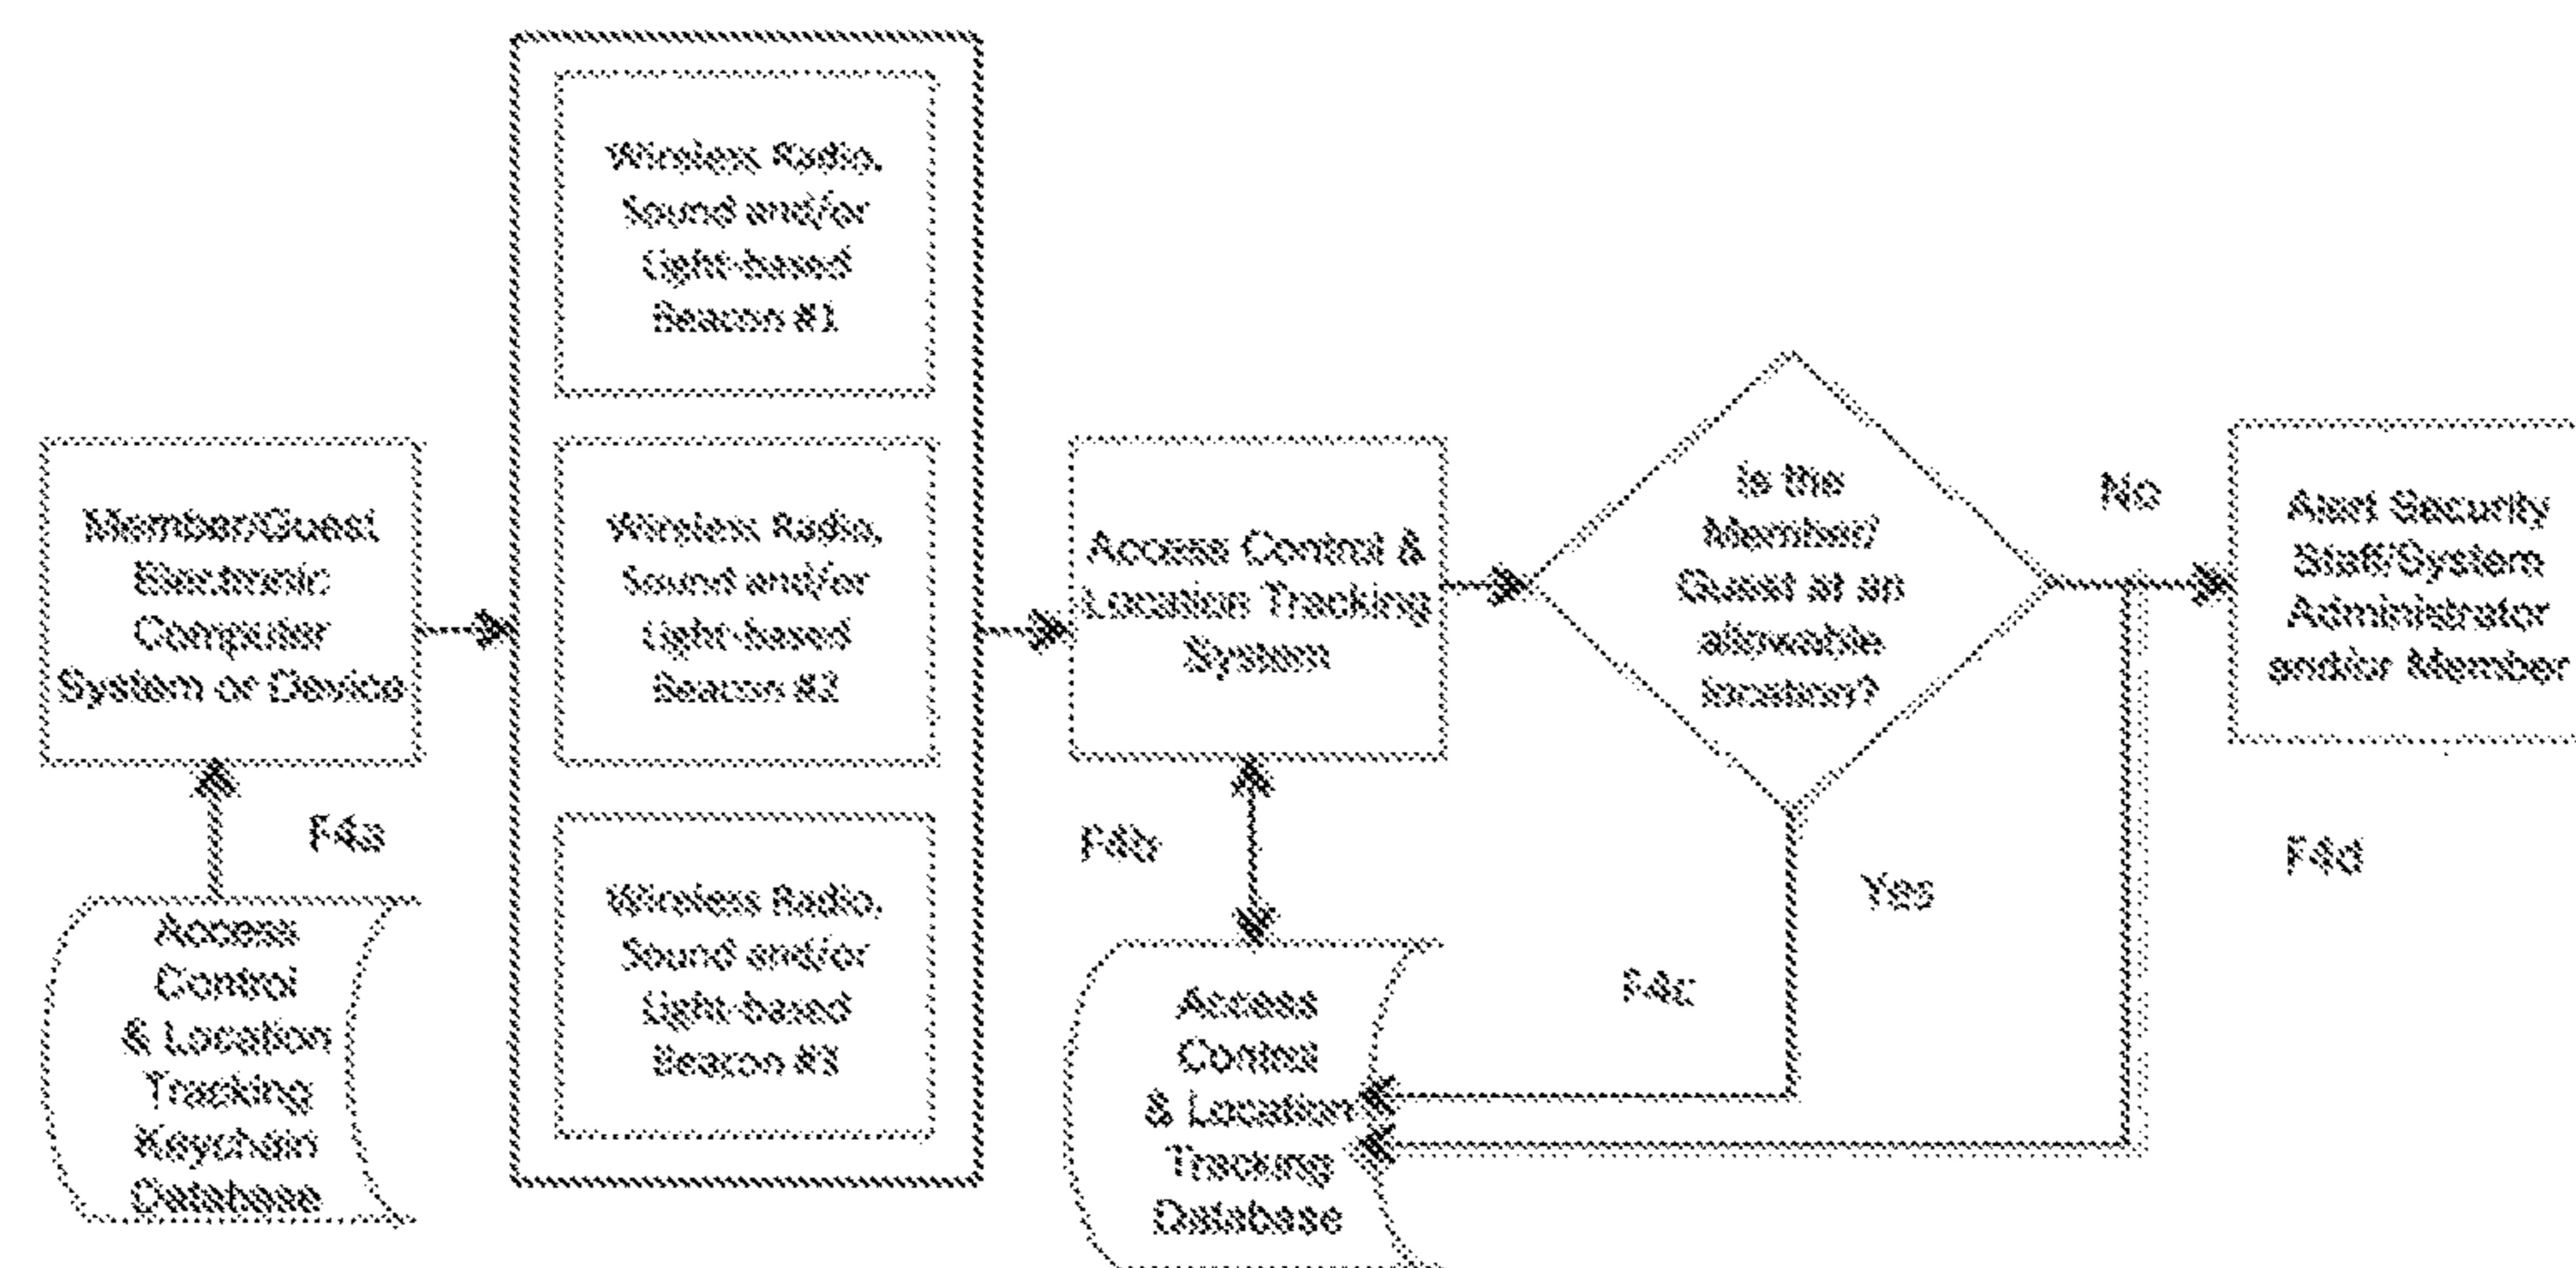 Wireless Radio,
Sound and/or
Light-based
Beacon #1
Member/Guest
Electronic
Computer
System or Device
Wireless Radio,
Sound and/or
Light-based
Beacon #2
Access Control &
Location Tracking
System
Is the
Member/
Guest at an
allowable
location?
No
Alert Security
Staff/System
Administrator
and/or Member
F4a
F4b
Yes
F4d
Access
Control
& Location
Tracking
Keychain
Database
Wireless Radio,
Sound and/or
Light-based
Beacon #3
F4c
Access
Control
& Location
Tracking
Database